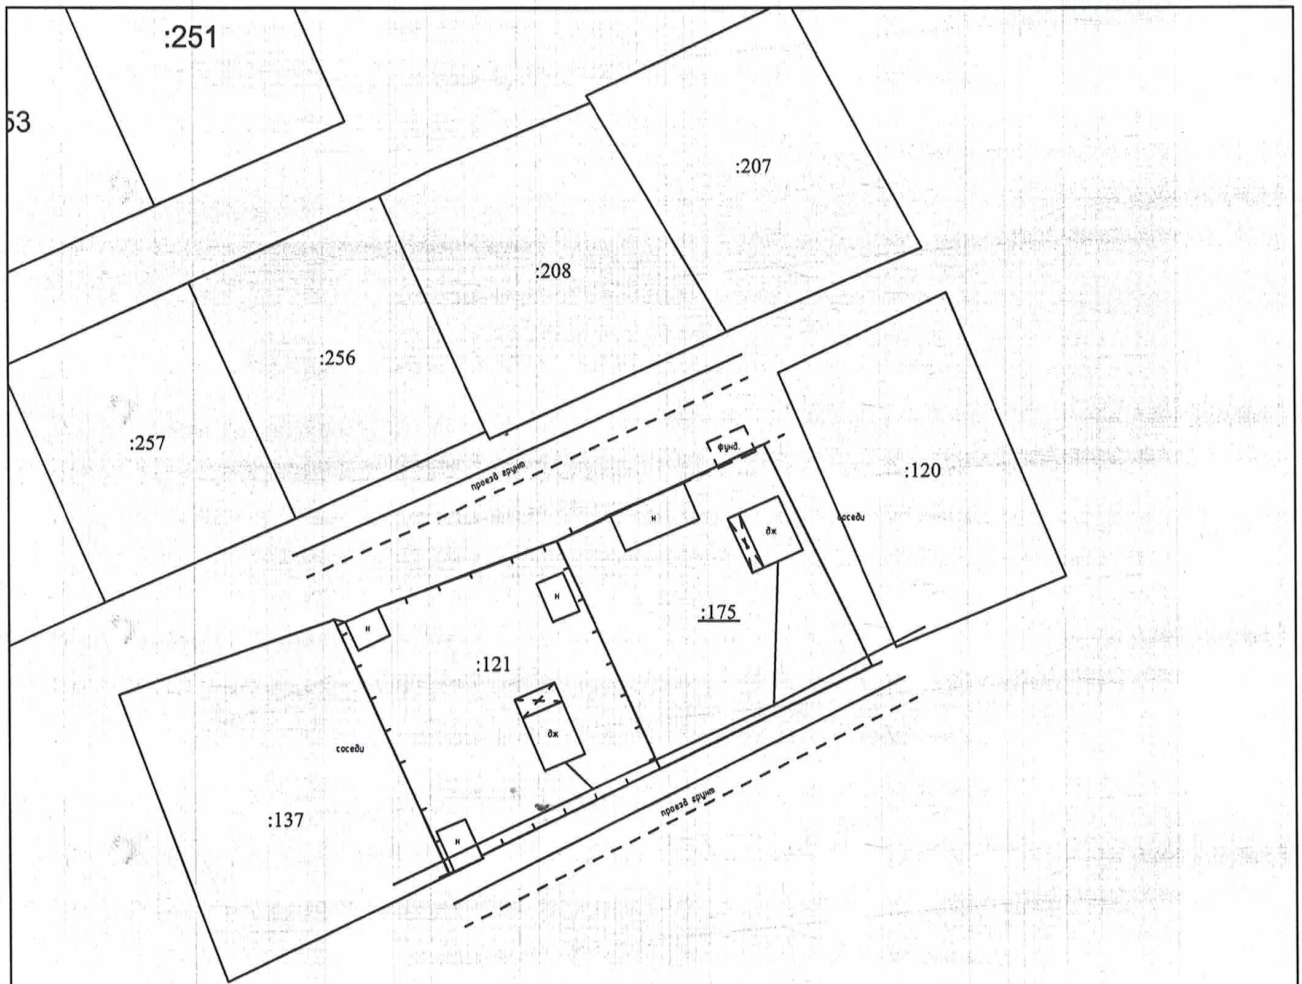 :251
53
:207
:208
:256
:257
:120
проезд грунт
фунд.
н
дж
соседи
н
н
:175
:121
дж
соседи
:137
н
проезд грунт